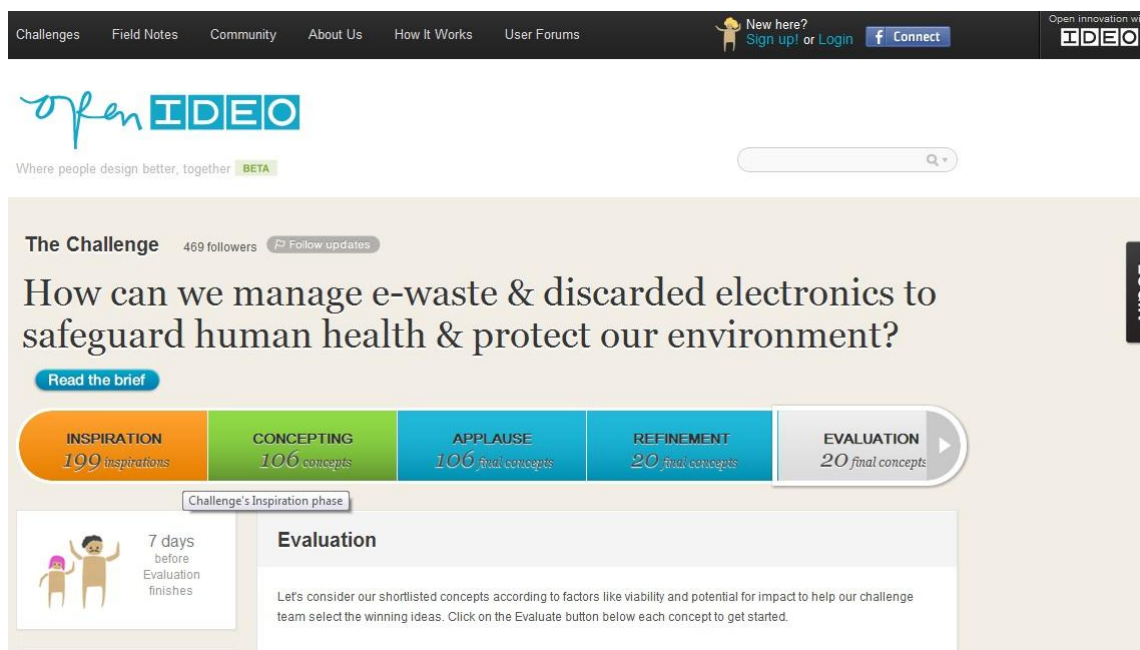 Challenges Field Notes Community About Us How It Works User Forums
New here?
Sign up! or Login f Connect
Open innovation wi
IDEO
open IDEO
Where people design better, together BETA
The Challenge 469 followers Follow updates
How can we manage e-waste & discarded electronics to
safeguard human health & protect our environment?
Read the brief
INSPIRATION CONCEPTING APPLAUSE REFINEMENT EVALUATION
199 inspirations 106 concepts 106 final concepts 20 final concepts 20 final concepts
Challenge's Inspiration phase
7 days
before
Evaluation
finishes
Evaluation
Let's consider our shortlisted concepts according to factors like viability and potential for impact to help our challenge
team select the winning ideas. Click on the Evaluate button below each concept to get started.